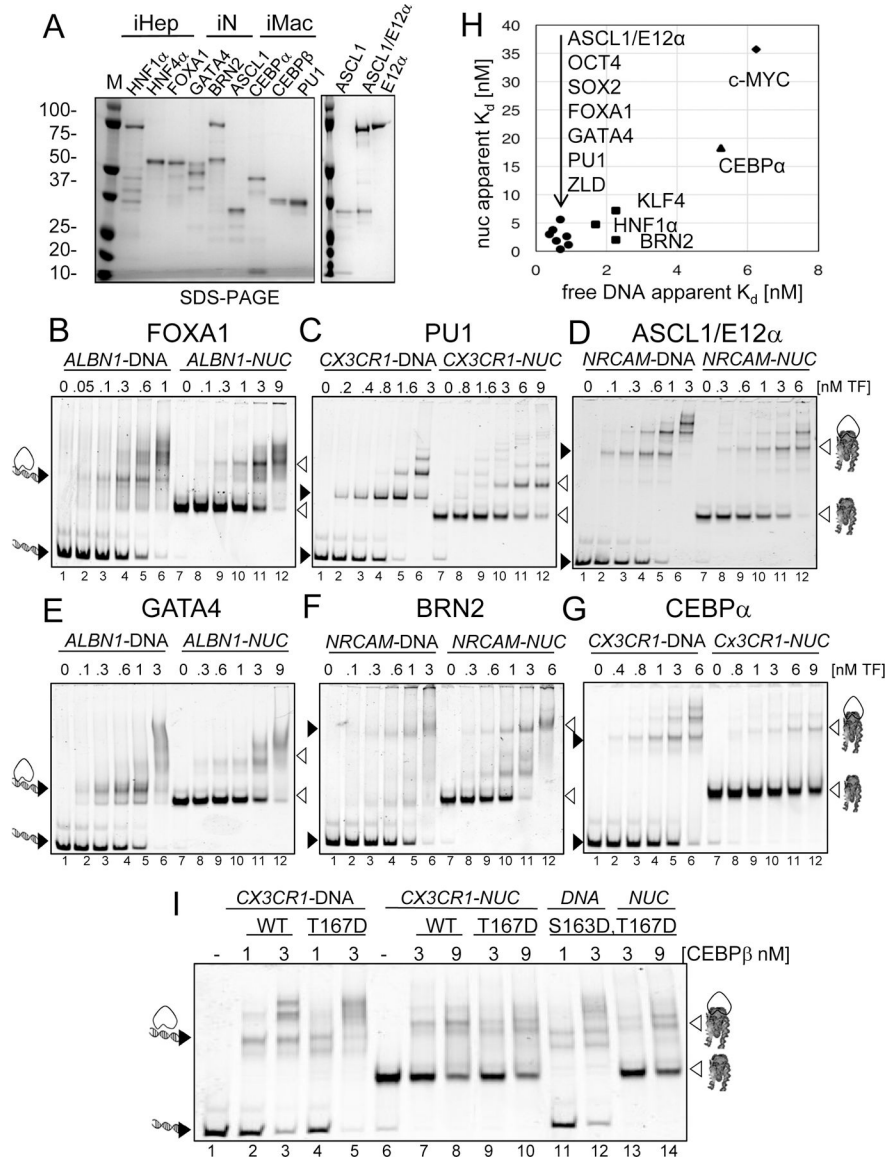 A
iHep iN iMac
M HNF1α HNF4α FOXA1 GATA4 BRN2 ASCL1 CEBPα CEBPβ PU1 ASCL1 ASCL1/E12α E12α
100-
75-
50-
37-
25-
20-
10-
SDS-PAGE
H
nuc apparent Kd [nM]
40
35
30
25
20
15
10
5
0
ASCL1/E12α
OCT4
SOX2
FOXA1
GATA4
PU1
ZLD
c-MYC
CEBPα
KLF4
HNF1α
BRN2
0 2 4 6 8
free DNA apparent Kd [nM]
B FOXA1
ALBN1-DNA ALBN1-NUC
0 .05 .1 .3 .6 1 0 .1 .3 1 3 9
1 2 3 4 5 6 7 8 9 10 11 12
C PU1
CX3CR1-DNA CX3CR1-NUC
0 .2 .4 .8 1.6 3 0 .8 1.6 3 6 9
1 2 3 4 5 6 7 8 9 10 11 12
D ASCL1/E12α
NRCAM-DNA NRCAM-NUC
0 .1 .3 .6 1 3 0 .3 .6 1 3 6 [nM TF]
1 2 3 4 5 6 7 8 9 10 11 12
E GATA4
ALBN1-DNA ALBN1-NUC
0 .1 .3 .6 1 3 0 .3 .6 1 3 9
1 2 3 4 5 6 7 8 9 10 11 12
F BRN2
NRCAM-DNA NRCAM-NUC
0 .1 .3 .6 1 3 0 .3 .6 1 3 6
1 2 3 4 5 6 7 8 9 10 11 12
G CEBPα
CX3CR1-DNA Cx3CR1-NUC
0 .4 .8 1 3 6 0 .8 1 3 6 9 [nM TF]
1 2 3 4 5 6 7 8 9 10 11 12
I
CX3CR1-DNA CX3CR1-NUC DNA NUC
WT T167D WT T167D S163D,T167D
- 1 3 1 3 - 3 9 3 9 1 3 3 9 [CEBPβ nM]
1 2 3 4 5 6 7 8 9 10 11 12 13 14